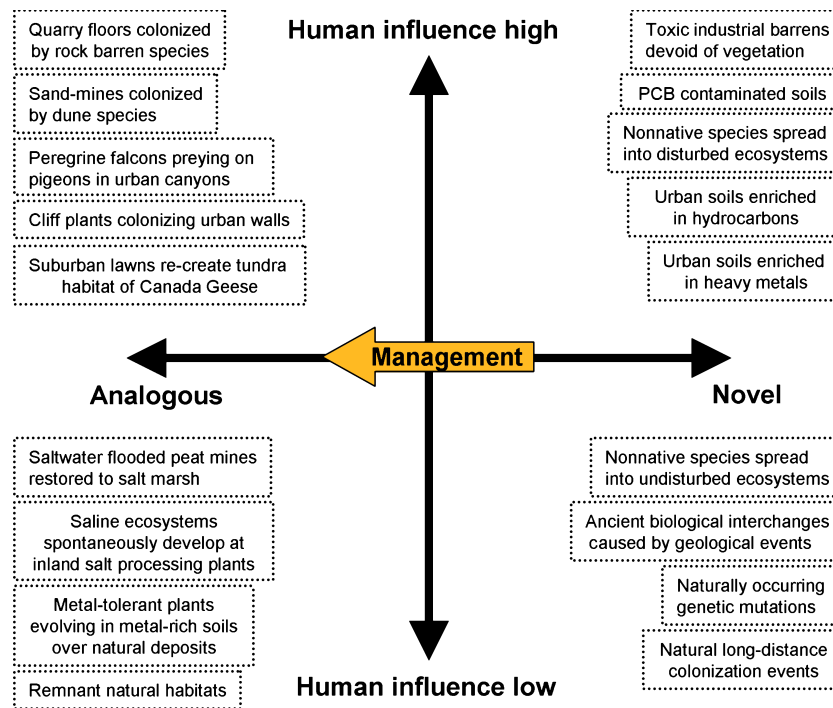 Human influence high
Quarry floors colonized
by rock barren species
Sand-mines colonized
by dune species
Peregrine falcons preying on
pigeons in urban canyons
Cliff plants colonizing urban walls
Suburban lawns re-create tundra
habitat of Canada Geese
Toxic industrial barrens
devoid of vegetation
PCB contaminated soils
Nonnative species spread
into disturbed ecosystems
Urban soils enriched
in hydrocarbons
Urban soils enriched
in heavy metals
Management
Analogous
Novel
Saltwater flooded peat mines
restored to salt marsh
Saline ecosystems
spontaneously develop at
inland salt processing plants
Metal-tolerant plants
evolving in metal-rich soils
over natural deposits
Remnant natural habitats
Nonnative species spread
into undisturbed ecosystems
Ancient biological interchanges
caused by geological events
Naturally occurring
genetic mutations
Natural long-distance
colonization events
Human influence low